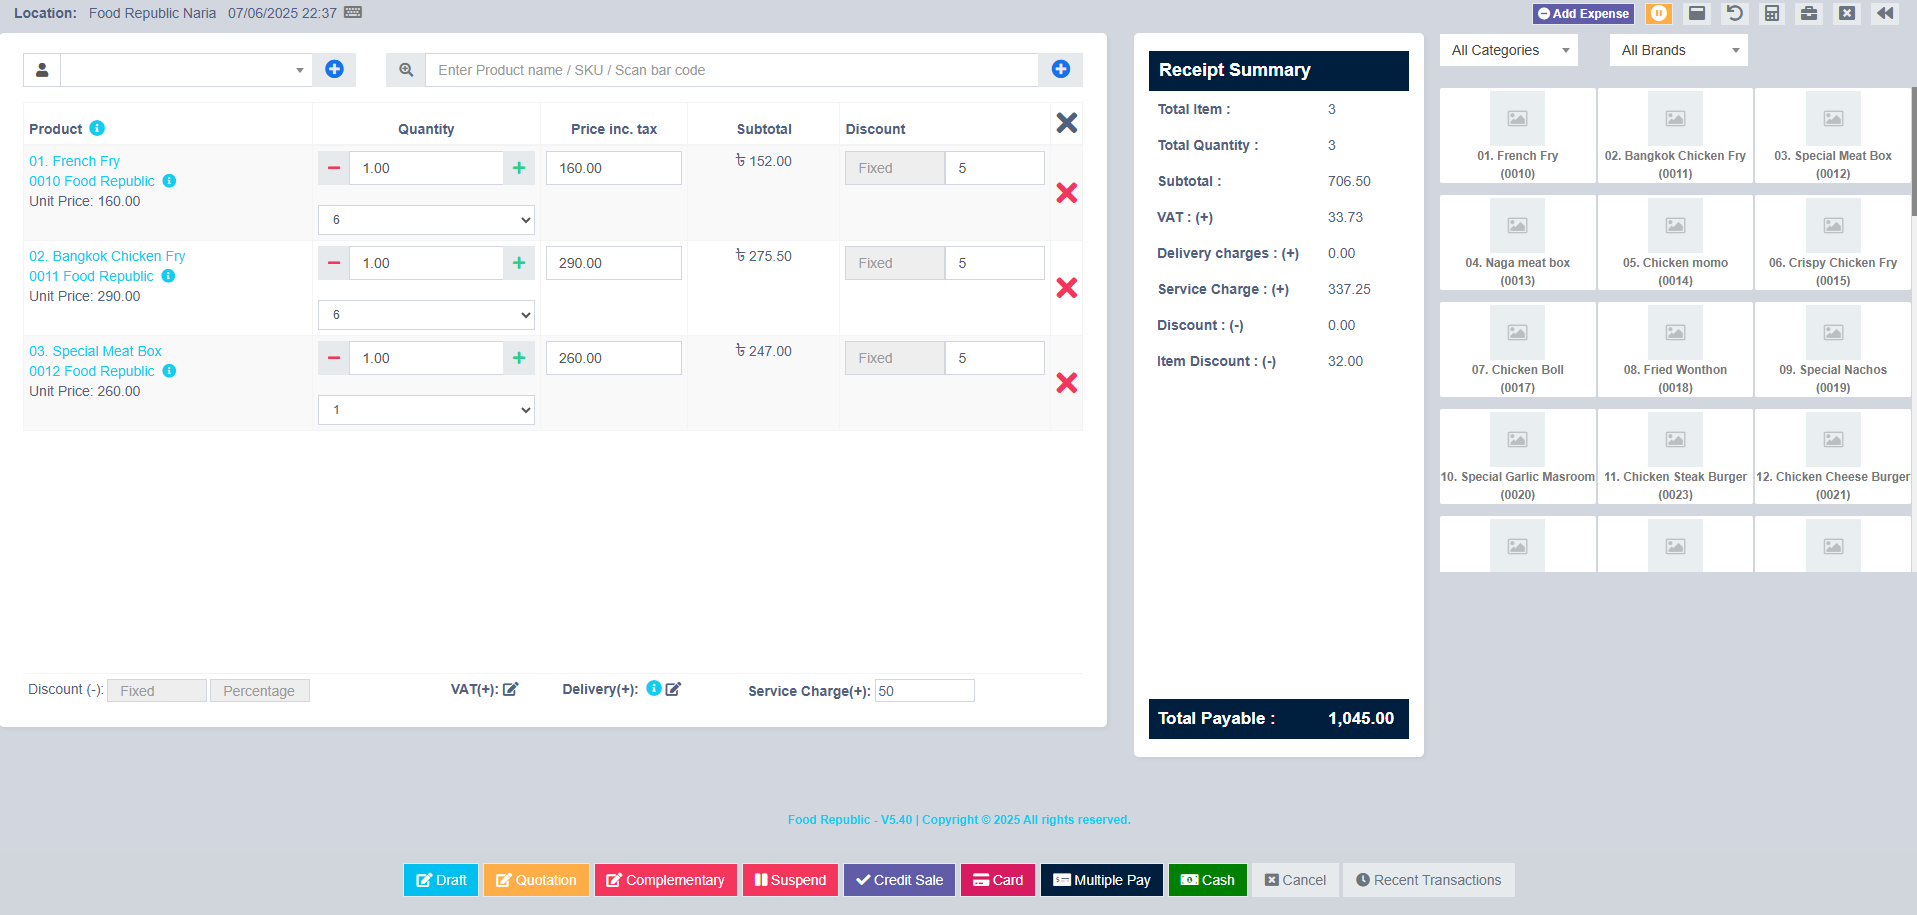 Location: Food Republic Naria 07/06/2025 22:37
Add Expense
Enter Product name / SKU / Scan bar code
Product Quantity Price inc. tax Subtotal Discount
01. French Fry
0010 Food Republic
Unit Price: 160.00
1.00 160.00 ৳ 152.00 Fixed 5
6
02. Bangkok Chicken Fry
0011 Food Republic
Unit Price: 290.00
1.00 290.00 ৳ 275.50 Fixed 5
6
03. Special Meat Box
0012 Food Republic
Unit Price: 260.00
1.00 260.00 ৳ 247.00 Fixed 5
1
Discount (-): Fixed Percentage VAT(+): Delivery(+): Service Charge(+): 50
Receipt Summary
Total Item : 3
Total Quantity : 3
Subtotal : 706.50
VAT : (+) 33.73
Delivery charges : (+) 0.00
Service Charge : (+) 337.25
Discount : (-) 0.00
Item Discount : (-) 32.00
Total Payable : 1,045.00
All Categories All Brands
01. French Fry
(0010)
02. Bangkok Chicken Fry
(0011)
03. Special Meat Box
(0012)
04. Naga meat box
(0013)
05. Chicken momo
(0014)
06. Crispy Chicken Fry
(0015)
07. Chicken Boll
(0017)
08. Fried Wonthon
(0018)
09. Special Nachos
(0019)
10. Special Garlic Masroom
(0020)
11. Chicken Steak Burger
(0023)
12. Chicken Cheese Burger
(0021)
Food Republic - V5.40 | Copyright © 2025 All rights reserved.
Draft Quotation Complementary Suspend Credit Sale Card Multiple Pay Cash Cancel Recent Transactions